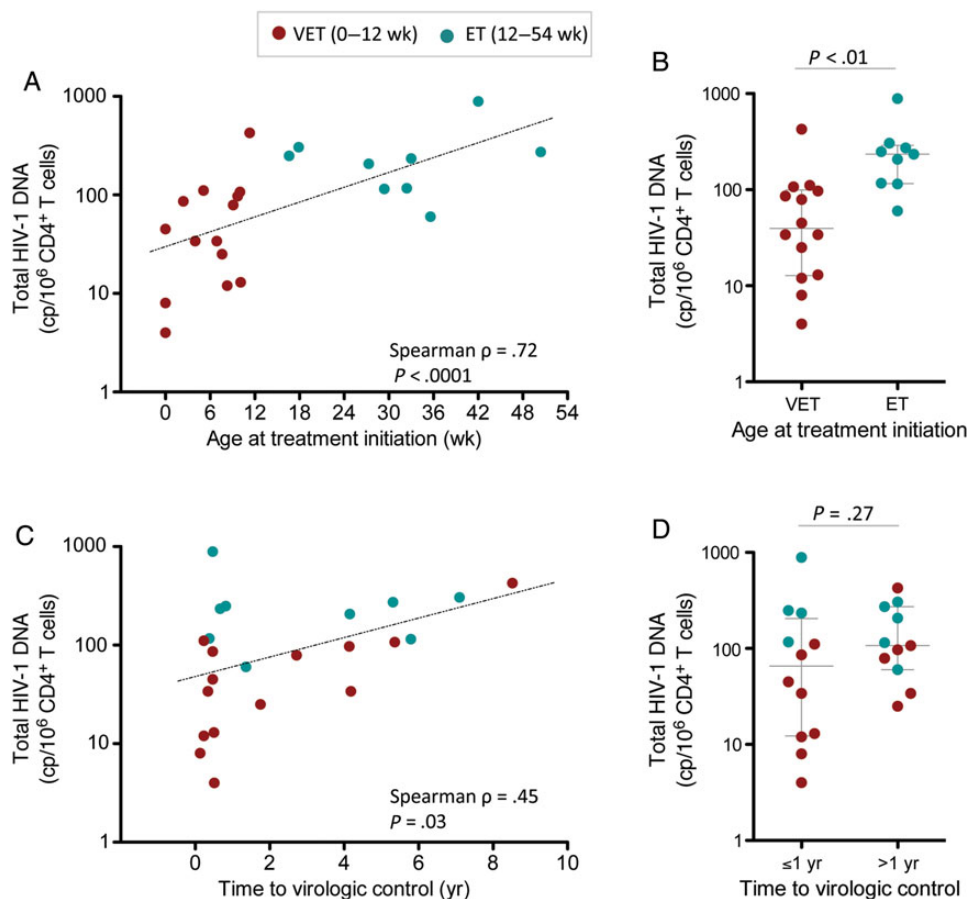 VET (0–12 wk) ET (12–54 wk)
A
1000
100
10
1
Total HIV-1 DNA
(cp/10⁶ CD4⁺ T cells)
Spearman ρ = .72
P < .0001
0 6 12 18 24 30 36 42 48 54
Age at treatment initiation (wk)
B
P < .01
1000
100
10
1
Total HIV-1 DNA
(cp/10⁶ CD4⁺ T cells)
VET ET
Age at treatment initiation
C
1000
100
10
1
Total HIV-1 DNA
(cp/10⁶ CD4⁺ T cells)
Spearman ρ = .45
P = .03
0 2 4 6 8 10
Time to virologic control (yr)
D
P = .27
1000
100
10
1
Total HIV-1 DNA
(cp/10⁶ CD4⁺ T cells)
≤1 yr >1 yr
Time to virologic control